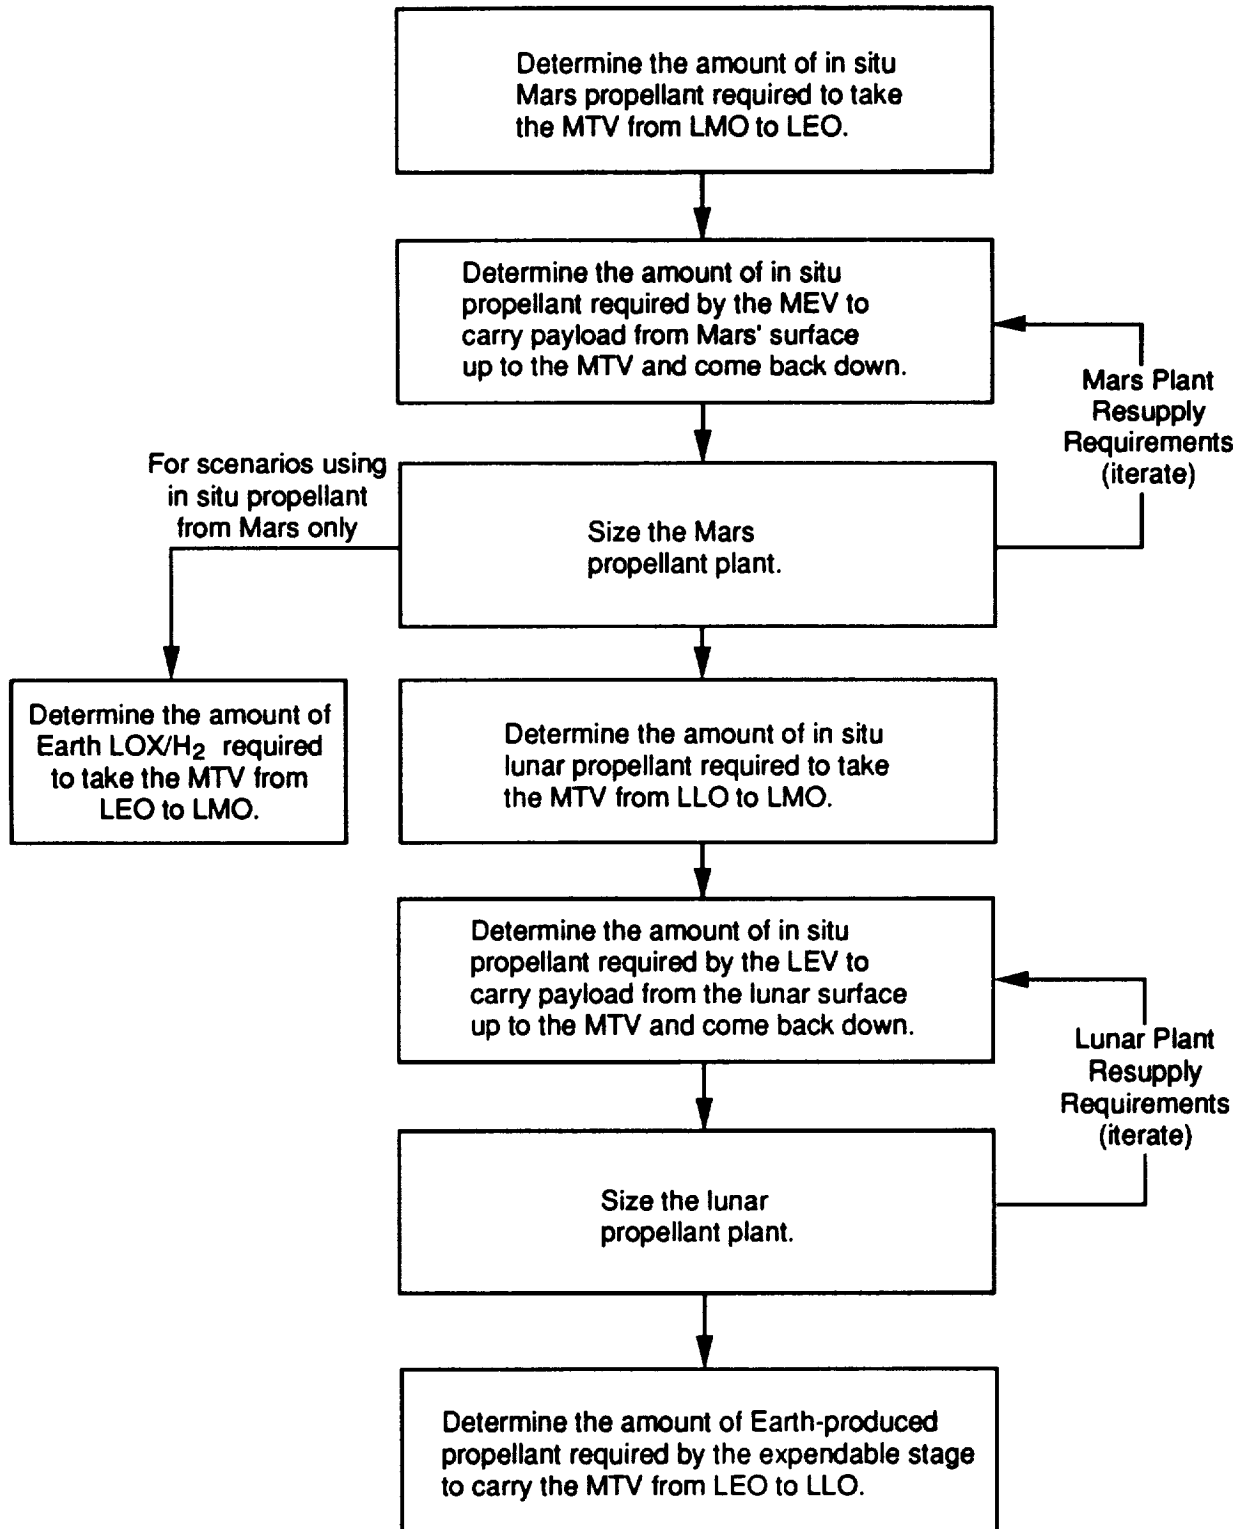 Determine the amount of in situ
Mars propellant required to take
the MTV from LMO to LEO.
Determine the amount of in situ
propellant required by the MEV to
carry payload from Mars' surface
up to the MTV and come back down.
Mars Plant
Resupply
Requirements
(iterate)
For scenarios using
in situ propellant
from Mars only
Size the Mars
propellant plant.
Determine the amount of
Earth LOX/H2 required
to take the MTV from
LEO to LMO.
Determine the amount of in situ
lunar propellant required to take
the MTV from LLO to LMO.
Determine the amount of in situ
propellant required by the LEV to
carry payload from the lunar surface
up to the MTV and come back down.
Lunar Plant
Resupply
Requirements
(iterate)
Size the lunar
propellant plant.
Determine the amount of Earth-produced
propellant required by the expendable stage
to carry the MTV from LEO to LLO.